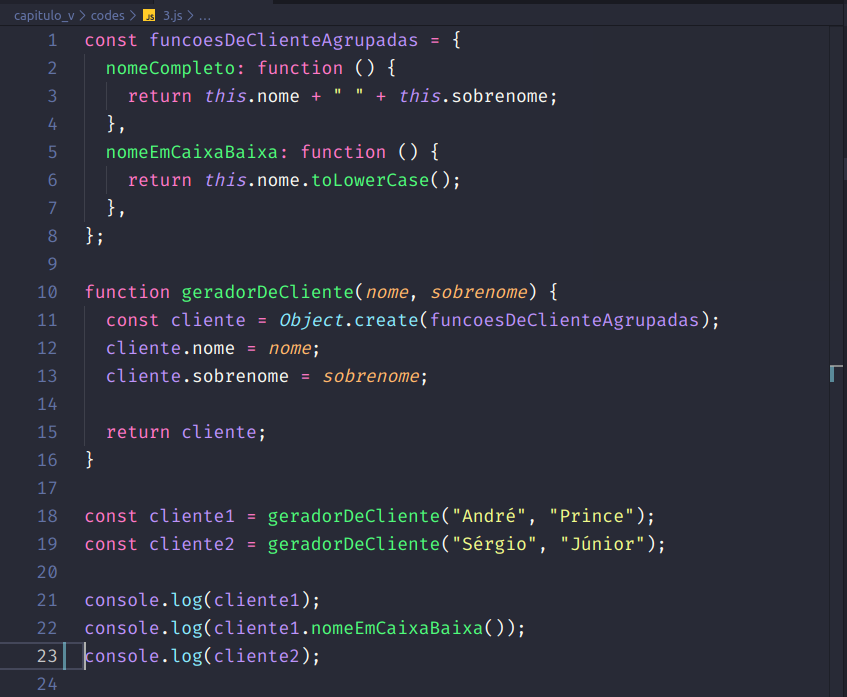 capitulo_v > codes > JS 3.js > ...
1 const funcoesDeClienteAgrupadas = {
2   nomeCompleto: function () {
3     return this.nome + " " + this.sobrenome;
4   },
5   nomeEmCaixaBaixa: function () {
6     return this.nome.toLowerCase();
7   },
8 };
9
10 function geradorDeCliente(nome, sobrenome) {
11   const cliente = Object.create(funcoesDeClienteAgrupadas);
12   cliente.nome = nome;
13   cliente.sobrenome = sobrenome;
14
15   return cliente;
16 }
17
18 const cliente1 = geradorDeCliente("André", "Prince");
19 const cliente2 = geradorDeCliente("Sérgio", "Júnior");
20
21 console.log(cliente1);
22 console.log(cliente1.nomeEmCaixaBaixa());
23 console.log(cliente2);
24